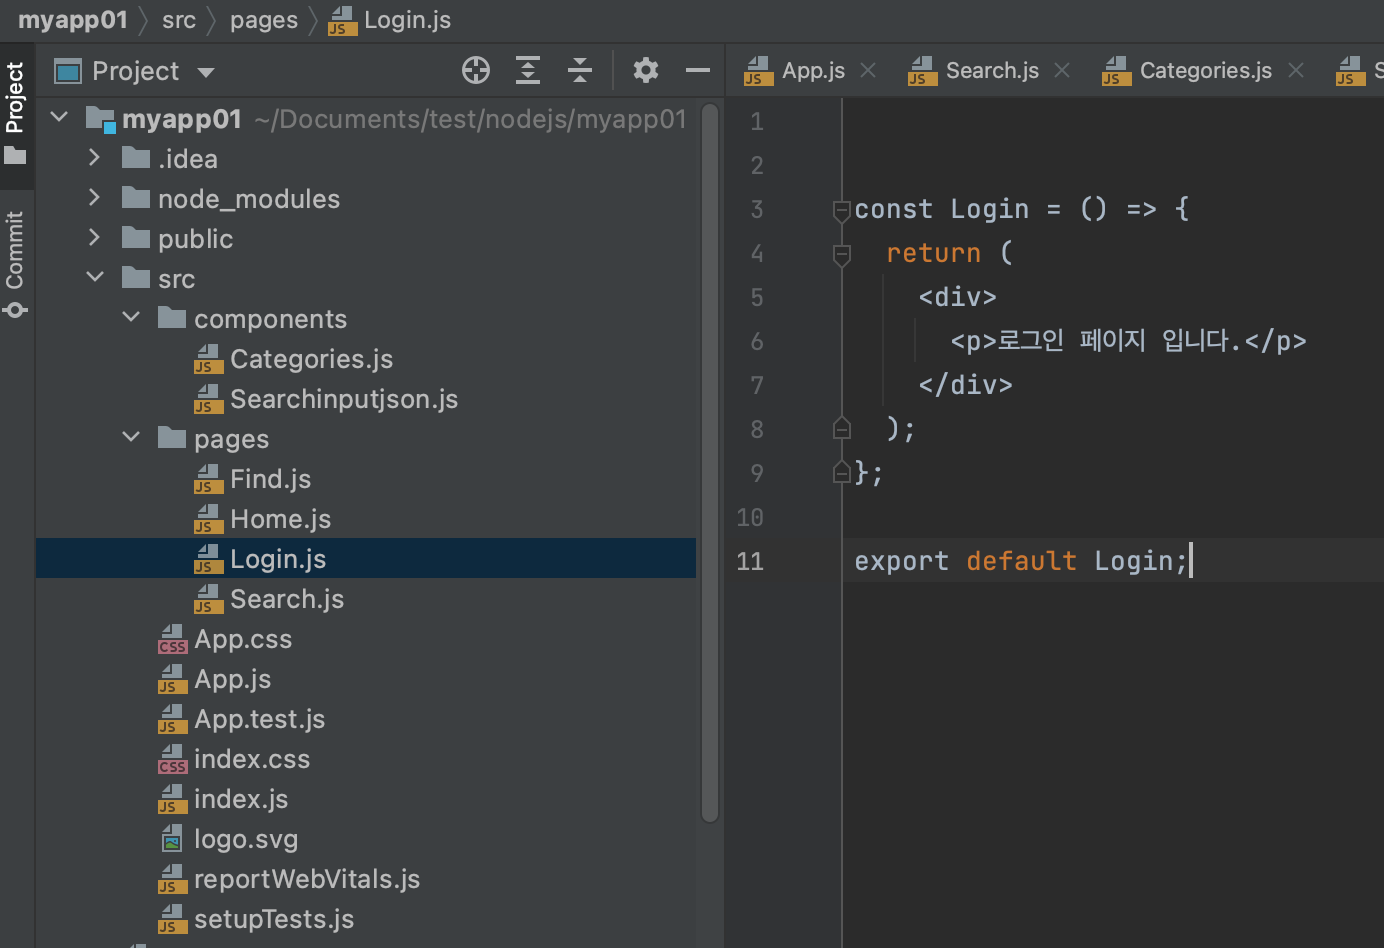 myapp01 src pages Login.js
Project
Commit
Project
App.js Search.js Categories.js S
myapp01 ~/Documents/test/nodejs/myapp01
.idea
node_modules
public
src
components
Categories.js
Searchinputjson.js
pages
Find.js
Home.js
Login.js
Search.js
App.css
App.js
App.test.js
index.css
index.js
logo.svg
reportWebVitals.js
setupTests.js
1
2
3 const Login = () => {
4 return (
5 <div>
6 <p>로그인 페이지 입니다.</p>
7 </div>
8 );
9 };
10
11 export default Login;